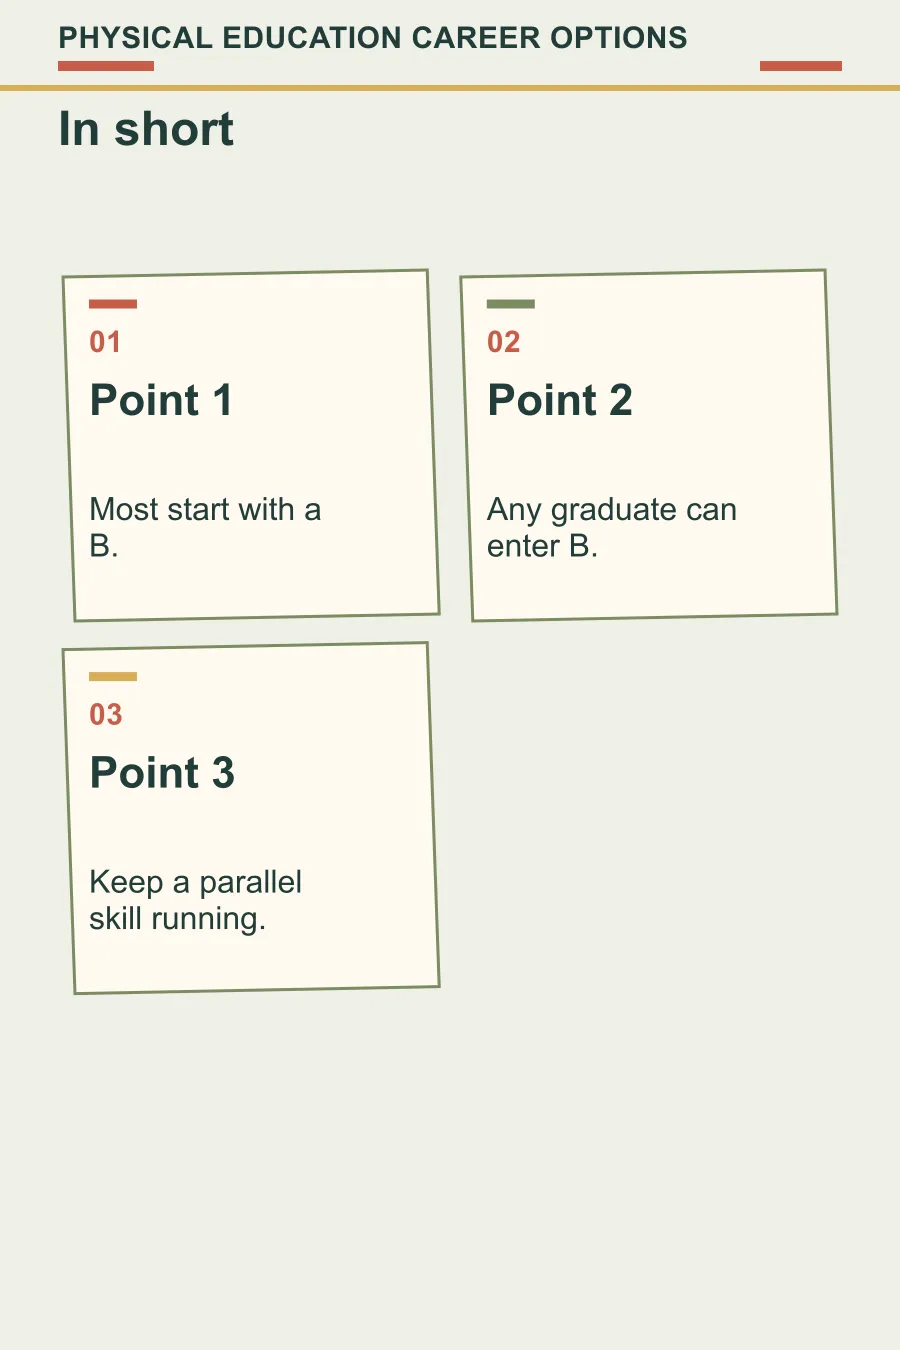 PHYSICAL EDUCATION CAREER OPTIONS
In short
01
Point 1
Most start with a
B.
02
Point 2
Any graduate can
enter B.
03
Point 3
Keep a parallel
skill running.